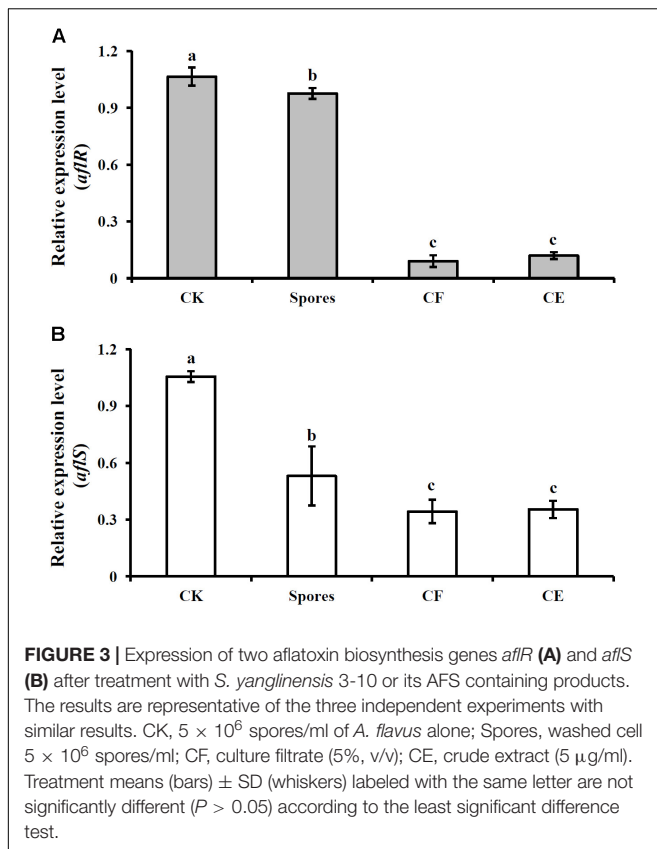 A
Relative expression level
(aflR)
1.2
0.9
0.6
0.3
0
a
b
c
c
CK
Spores
CF
CE
B
Relative expression level
(aflS)
1.2
0.9
0.6
0.3
0
a
b
c
c
CK
Spores
CF
CE
FIGURE 3 | Expression of two aflatoxin biosynthesis genes aflR (A) and aflS
(B) after treatment with S. yanglinensis 3-10 or its AFS containing products.
The results are representative of the three independent experiments with
similar results. CK, 5 × 10⁶ spores/ml of A. flavus alone; Spores, washed cell
5 × 10⁶ spores/ml; CF, culture filtrate (5%, v/v); CE, crude extract (5 μg/ml).
Treatment means (bars) ± SD (whiskers) labeled with the same letter are not
significantly different (P > 0.05) according to the least significant difference
test.